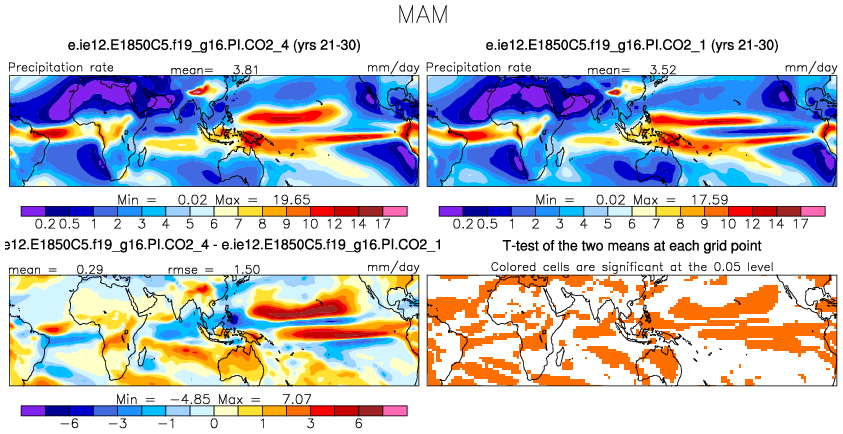 MAM
e.ie12.E1850C5.f19_g16.PI.CO2_4 (yrs 21-30)
Precipitation rate mean= 3.81 mm/day
Min = 0.02 Max = 19.65
0.2 0.5 1 2 3 4 5 6 7 8 9 10 12 14 17
e.ie12.E1850C5.f19_g16.PI.CO2_1 (yrs 21-30)
Precipitation rate mean= 3.52 mm/day
Min = 0.02 Max = 17.59
0.2 0.5 1 2 3 4 5 6 7 8 9 10 12 14 17
e12.E1850C5.f19_g16.PI.CO2_4 - e.ie12.E1850C5.f19_g16.PI.CO2_1
mean = 0.29 rmse = 1.50 mm/day
Min = -4.85 Max = 7.07
-6 -3 -1 0 1 3 6
T-test of the two means at each grid point
Colored cells are significant at the 0.05 level